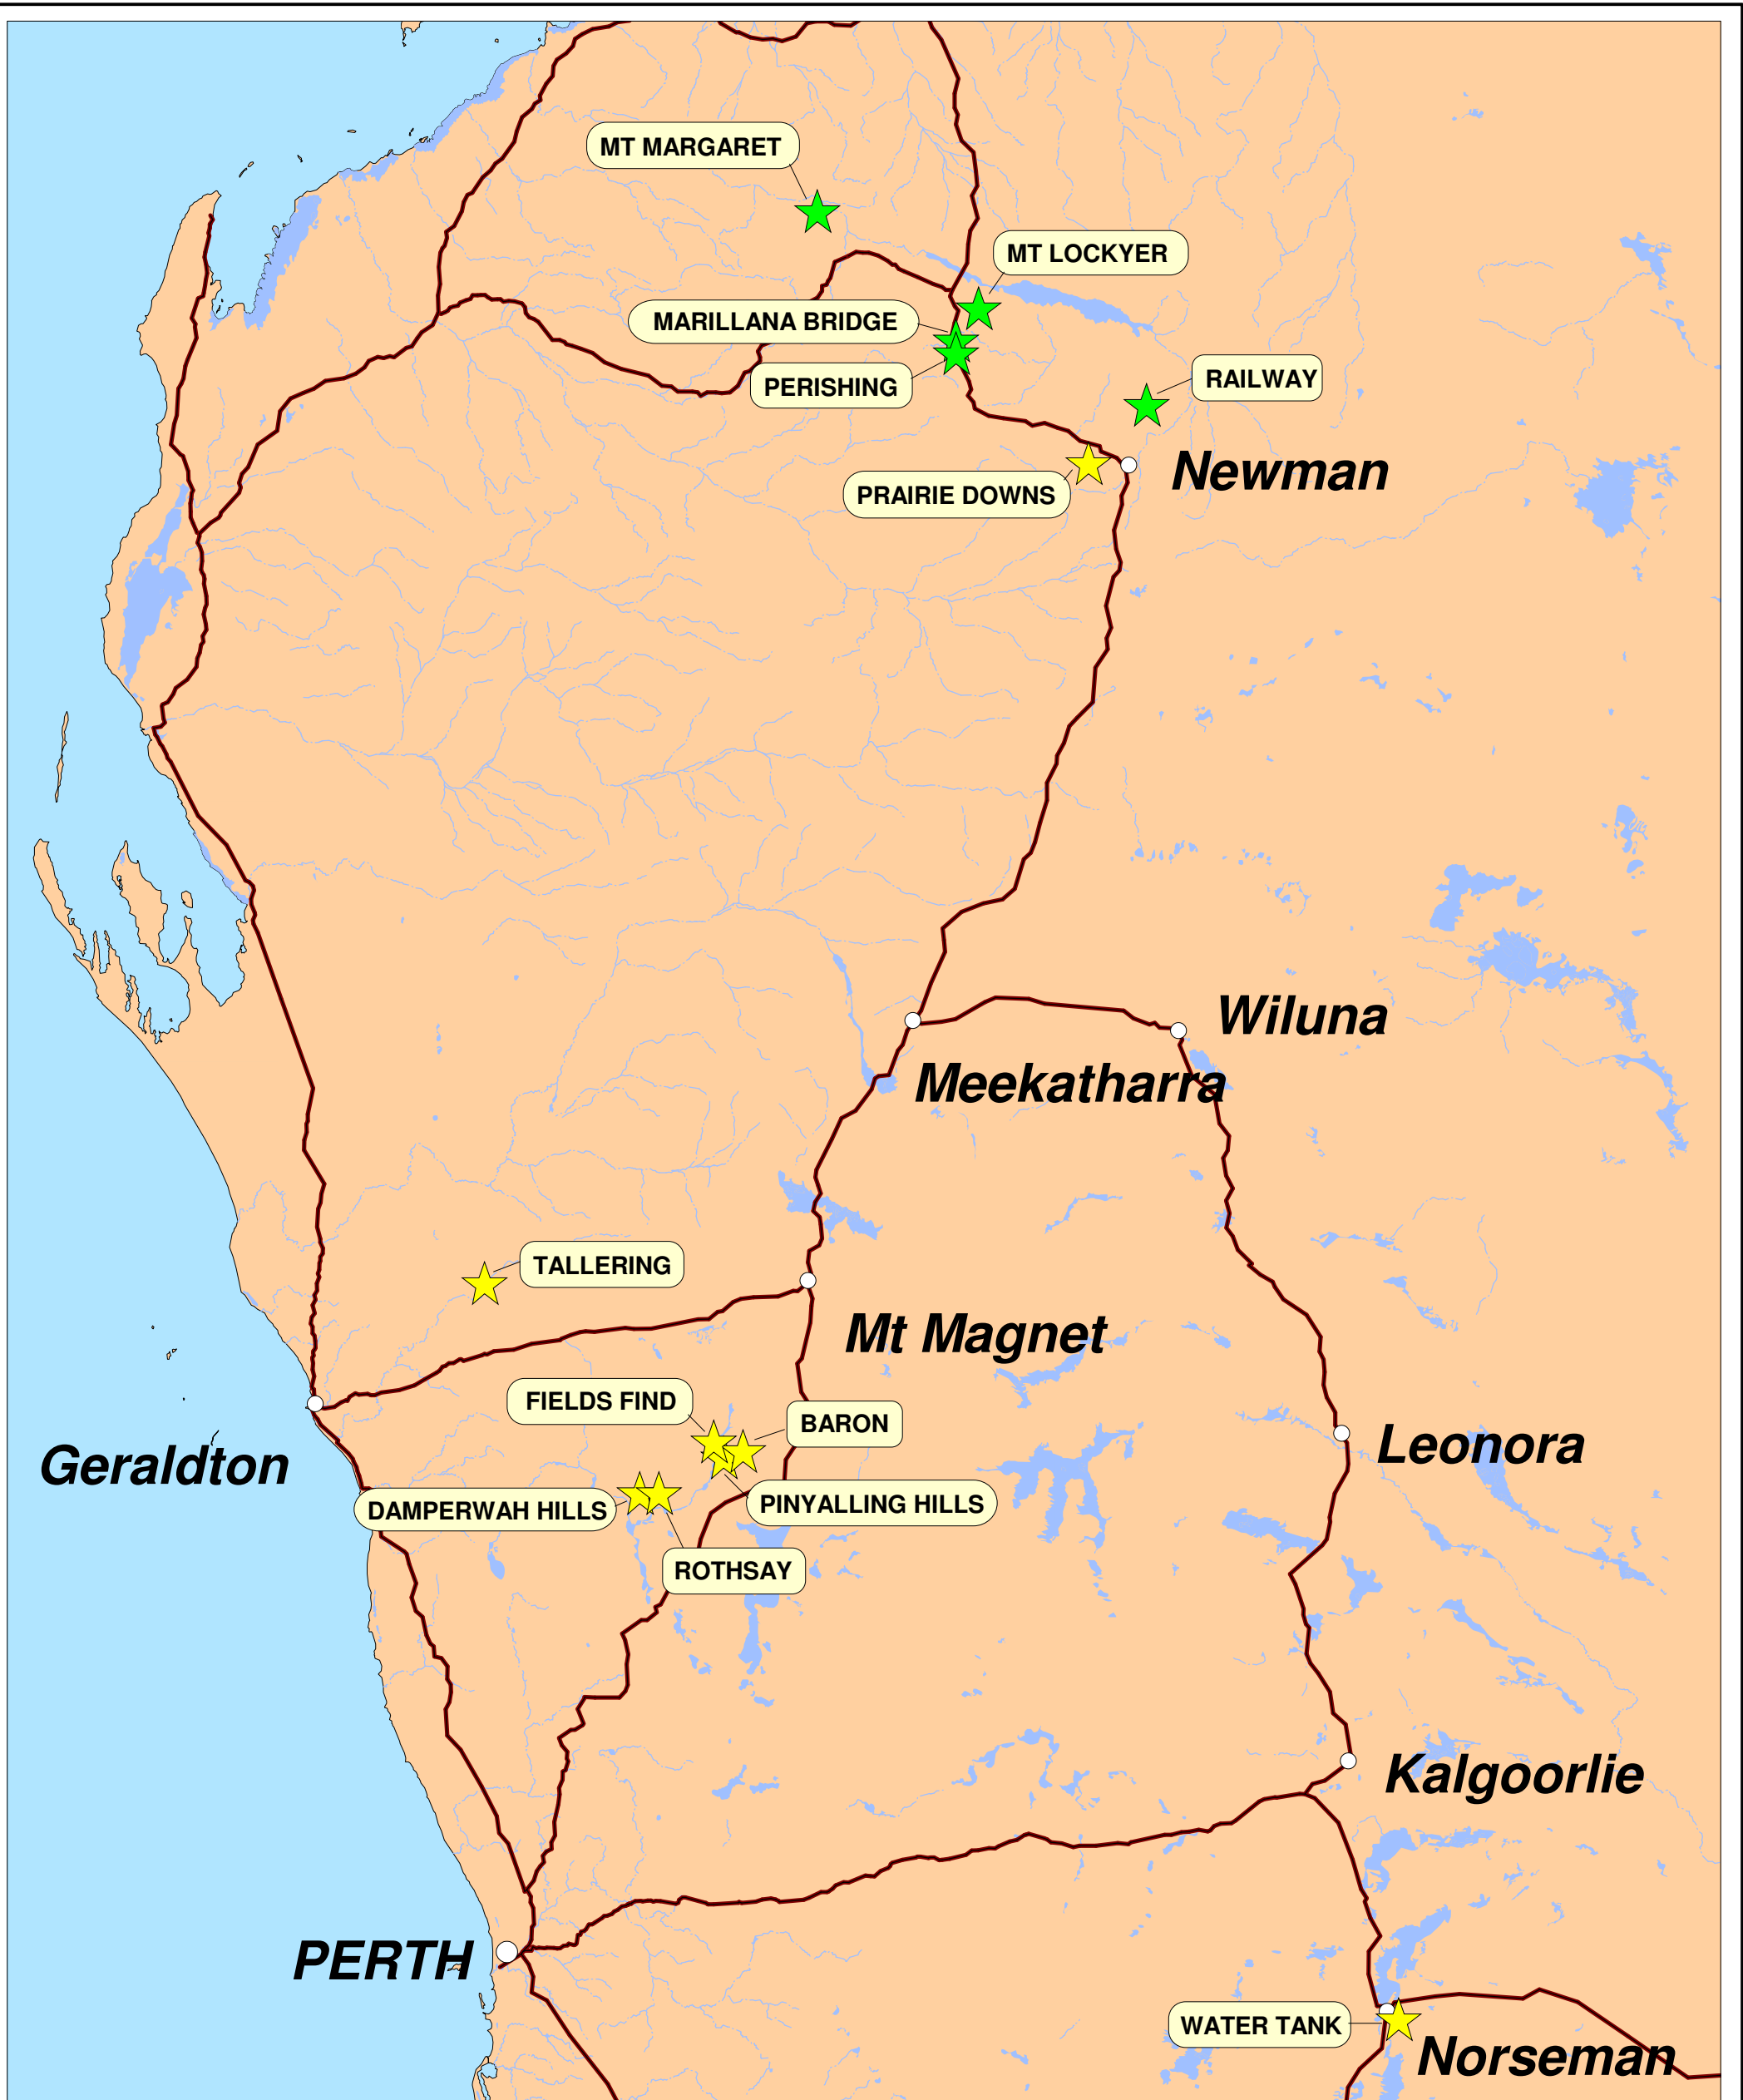 MT MARGARET
MT LOCKYER
MARILLANA BRIDGE
PERISHING
RAILWAY
Newman
PRAIRIE DOWNS
Wiluna
Meekatharra
TALLERING
Mt Magnet
FIELDS FIND
BARON
Leonora
Geraldton
DAMPERWAH HILLS
PINYALLING HILLS
ROTHSAY
Kalgoorlie
PERTH
WATER TANK
Norseman